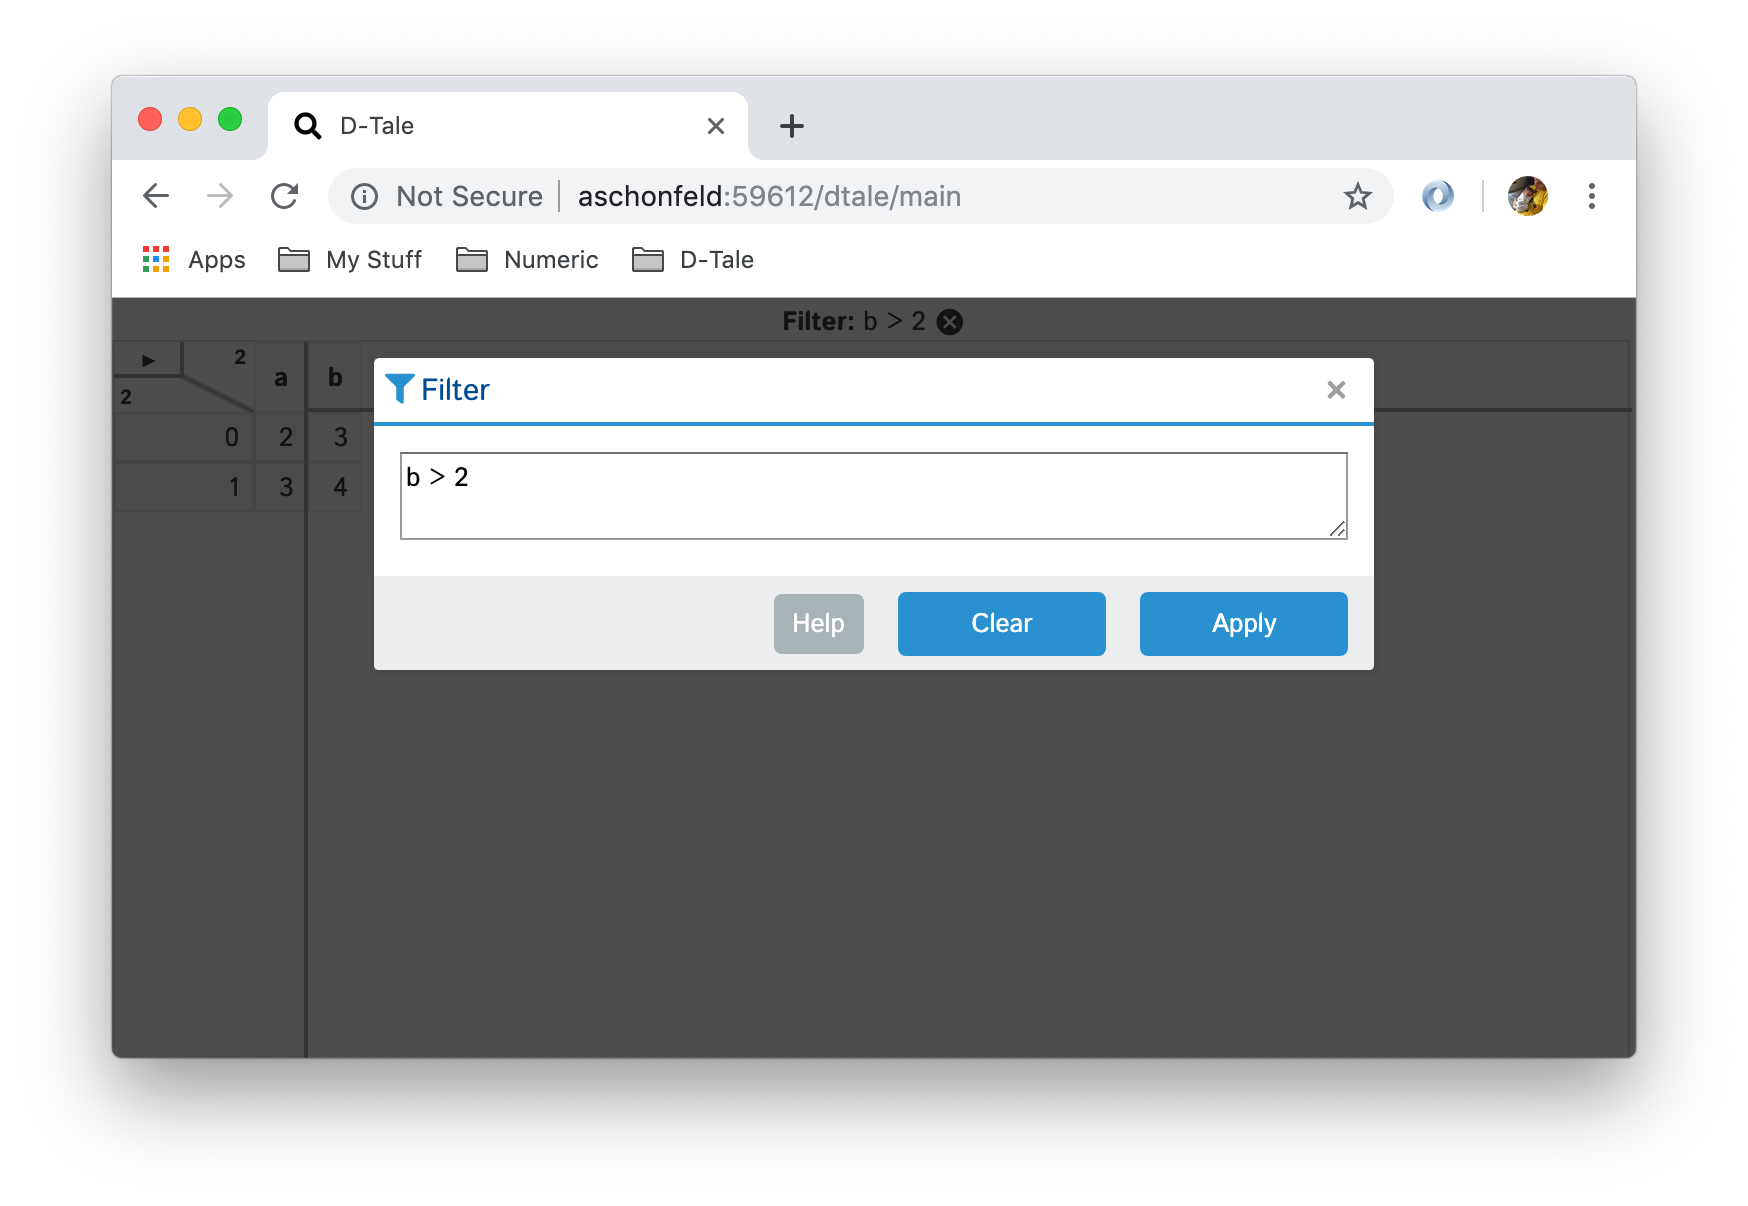 D-Tale
Not Secure aschonfeld:59612/dtale/main
Apps My Stuff Numeric D-Tale
Filter: b > 2
2 a b
2
0 2 3
1 3 4
Filter
b > 2
Help Clear Apply